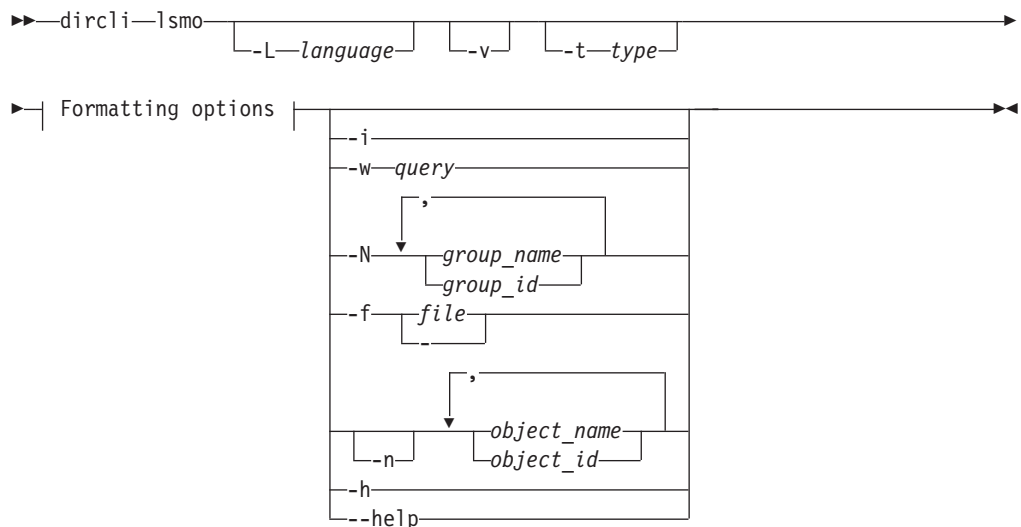 dircli lsmo
-L language -v -t type
Formatting options
-i
-w query
,
-N group_name
group_id
-f file
-
,
object_name
-n object_id
-h
--help